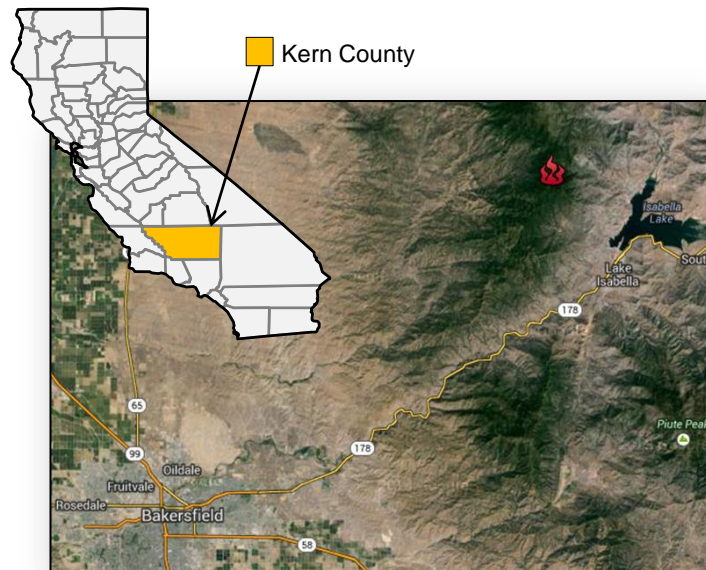 Kern County
Isabella
Lake
Sout
Lake
Isabella
178
65
178
Piute Peak
99
Oildale
Fruitvale
Rosedale
Bakersfield
58